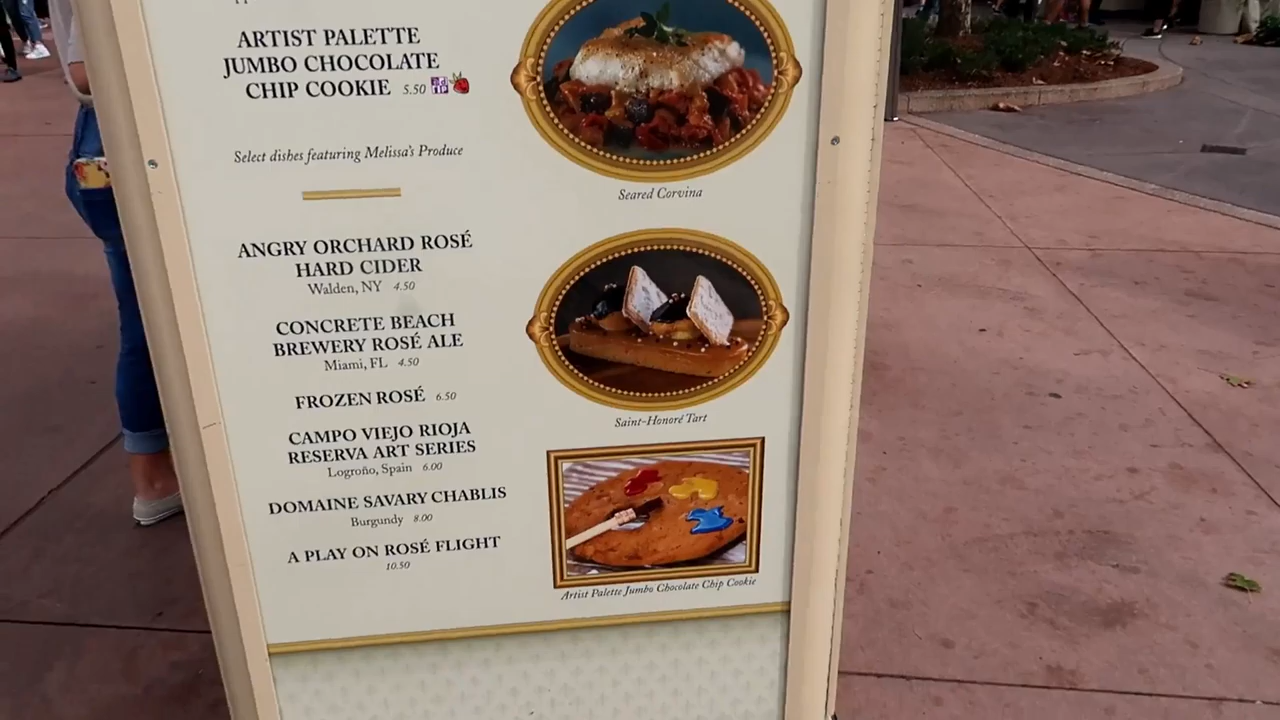 ARTIST PALETTE
JUMBO CHOCOLATE
CHIP COOKIE 5.50
Select dishes featuring Melissa's Produce
ANGRY ORCHARD ROSÉ
HARD CIDER
Walden, NY 4.50
CONCRETE BEACH
BREWERY ROSÉ ALE
Miami, FL 4.50
FROZEN ROSÉ 6.50
CAMPO VIEJO RIOJA
RESERVA ART SERIES
Logroño, Spain 6.00
DOMAINE SAVARY CHABLIS
Burgundy 8.00
A PLAY ON ROSÉ FLIGHT
10.50
Seared Corvina
Saint-Honoré Tart
Artist Palette Jumbo Chocolate Chip Cookie